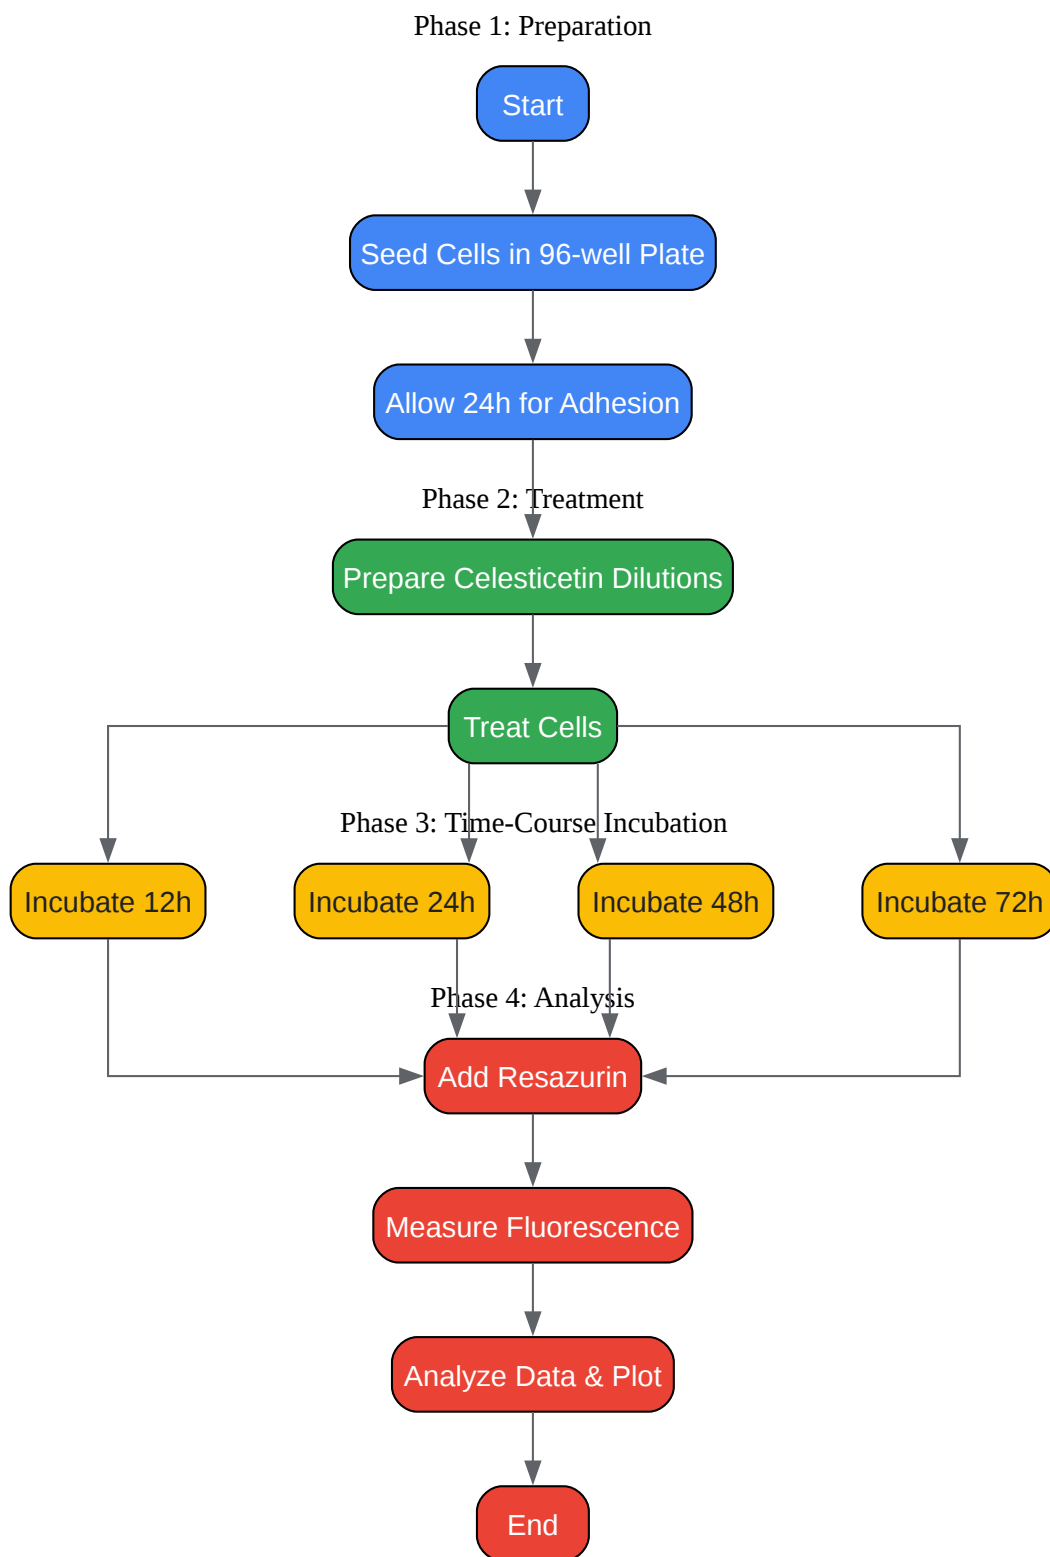 Phase 1: Preparation
Start
Seed Cells in 96-well Plate
Allow 24h for Adhesion
Phase 2: Treatment
Prepare Celesticetin Dilutions
Treat Cells
Phase 3: Time-Course Incubation
Incubate 12h
Incubate 24h
Incubate 48h
Incubate 72h
Phase 4: Analysis
Add Resazurin
Measure Fluorescence
Analyze Data & Plot
End